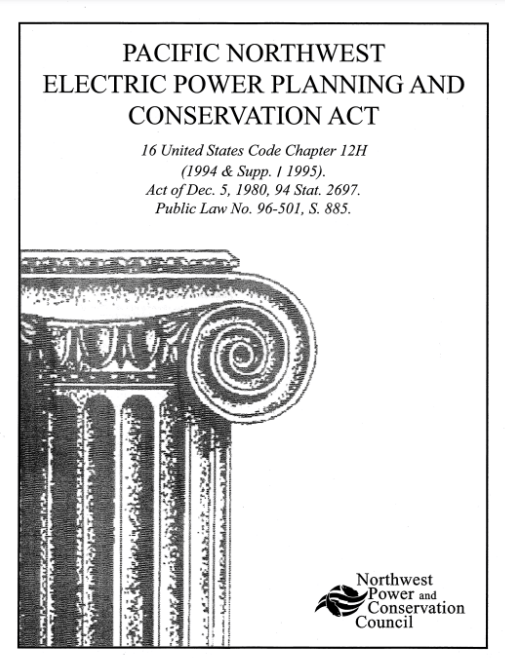 PACIFIC NORTHWEST
ELECTRIC POWER PLANNING AND
CONSERVATION ACT
16 United States Code Chapter 12H
(1994 & Supp. I 1995).
Act of Dec. 5, 1980, 94 Stat. 2697.
Public Law No. 96-501, S. 885.
Northwest
Power and
Conservation
Council